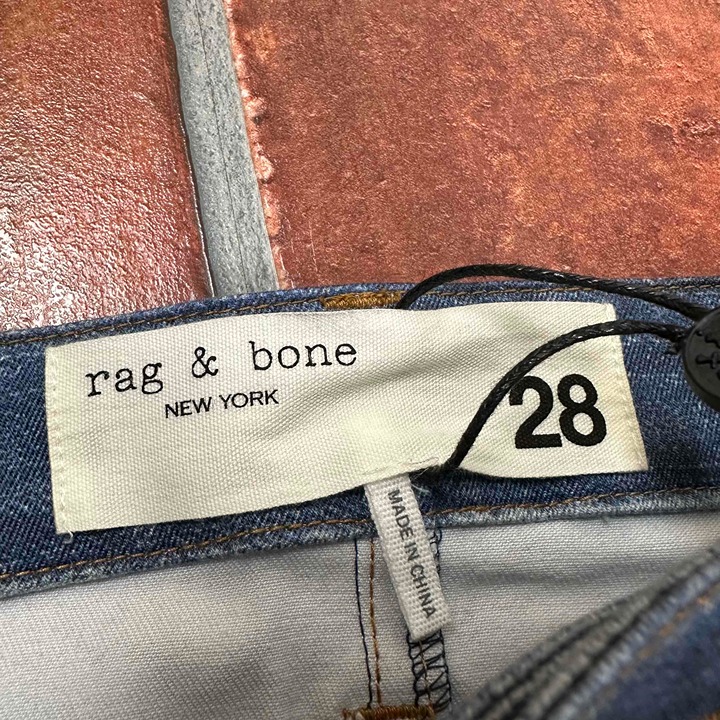 rag & bone
NEW YORK
28
MADE IN CHINA